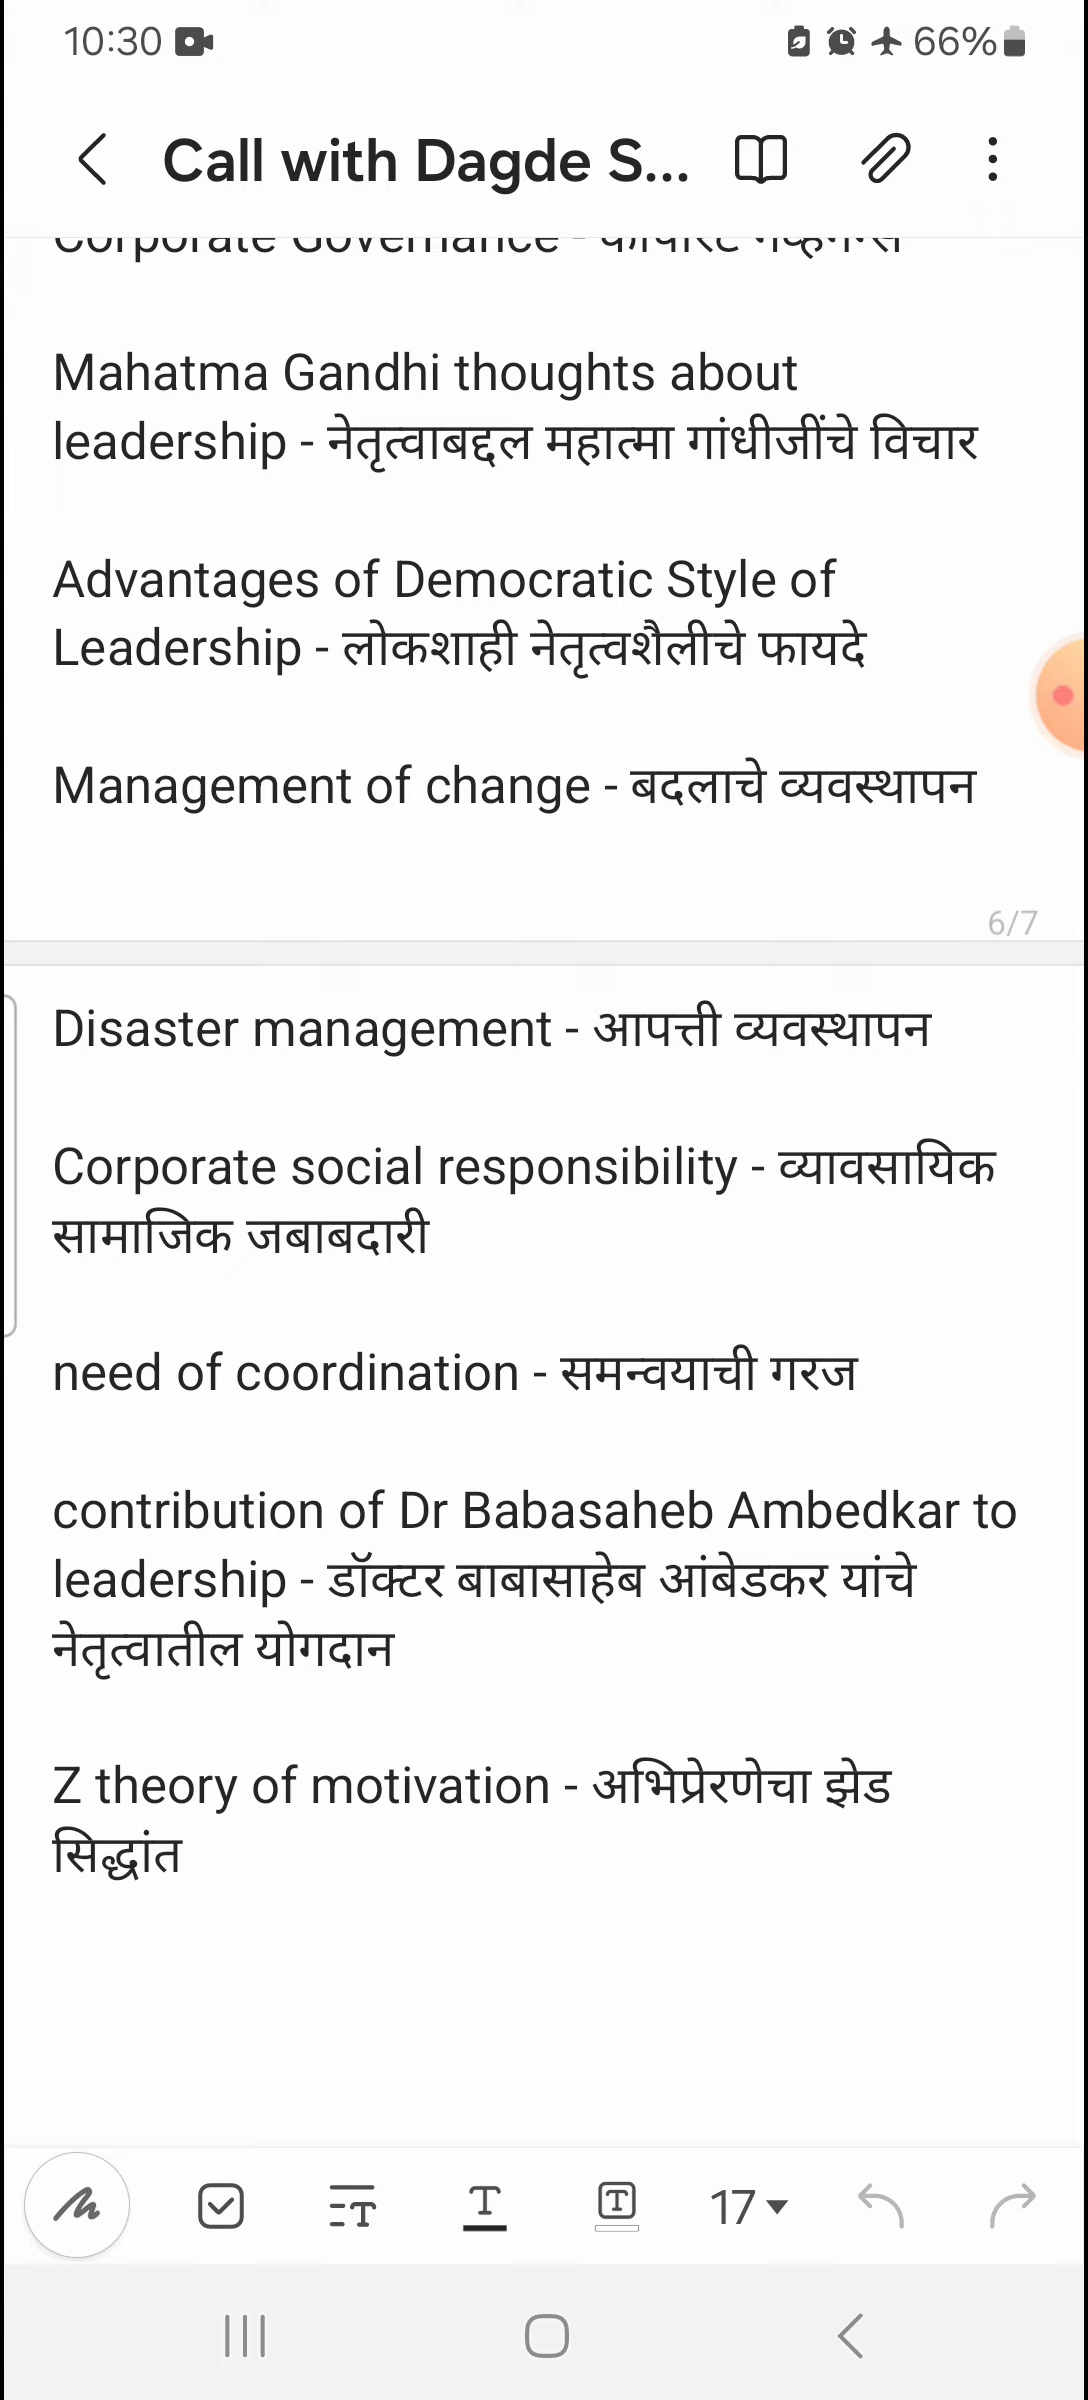 10:30
66%
Call with Dagde S...
Corporate Governance -
Mahatma Gandhi thoughts about
leadership - नेतृत्वाबद्दल महात्मा गांधीजींचे विचार
Advantages of Democratic Style of
Leadership - लोकशाही नेतृत्वशैलीचे फायदे
Management of change - बदलाचे व्यवस्थापन
6/7
Disaster management - आपत्ती व्यवस्थापन
Corporate social responsibility - व्यावसायिक
सामाजिक जबाबदारी
need of coordination - समन्वयाची गरज
contribution of Dr Babasaheb Ambedkar to
leadership - डॉक्टर बाबासाहेब आंबेडकर यांचे
नेतृत्वातील योगदान
Z theory of motivation - अभिप्रेरणेचा झेड
सिद्धांत
17